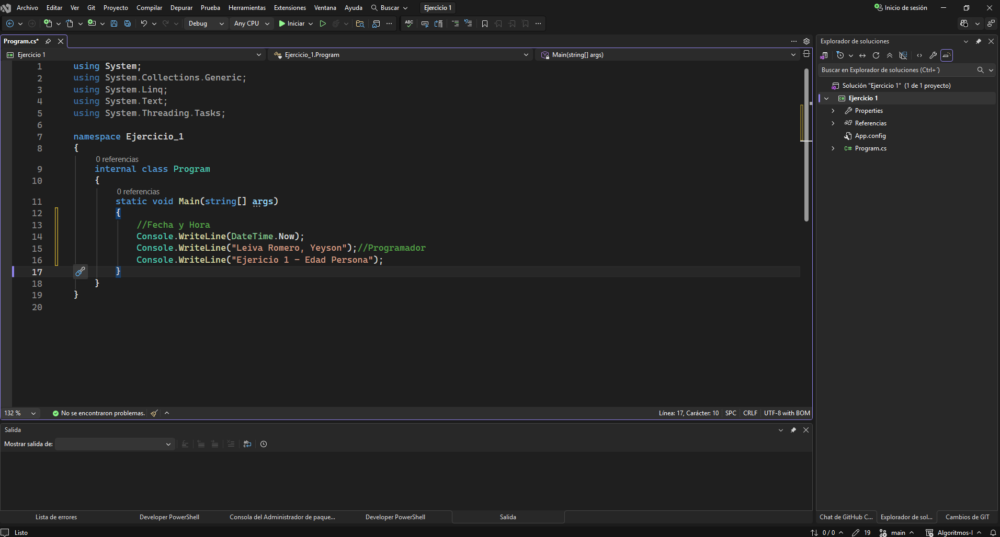 Archivo Editar Ver Git Proyecto Compilar Depurar Prueba Herramientas Extensiones Ventana Ayuda Buscar Ejercicio 1 Inicio de sesión
Debug Any CPU Iniciar
Program.cs*
Ejercicio 1 Ejercicio_1.Program Main(string[] args)
1 using System;
2 using System.Collections.Generic;
3 using System.Linq;
4 using System.Text;
5 using System.Threading.Tasks;
6
7 namespace Ejercicio_1
8 {
0 referencias
9 internal class Program
10 {
0 referencias
11 static void Main(string[] args)
12 {
13 //Fecha y Hora
14 Console.WriteLine(DateTime.Now);
15 Console.WriteLine("Leiva Romero, Yeyson");//Programador
16 Console.WriteLine("Ejericio 1 - Edad Persona");
17 }
18 }
19 }
20
132 % No se encontraron problemas. Línea: 17, Carácter: 10 SPC CRLF UTF-8 with BOM
Salida
Mostrar salida de:
Lista de errores Developer PowerShell Consola del Administrador de paque... Developer PowerShell Salida
Explorador de soluciones
Buscar en Explorador de soluciones (Ctrl+´)
Solución "Ejercicio 1" (1 de 1 proyecto)
Ejercicio 1
Properties
Referencias
App.config
C# Program.cs
Chat de GitHub C... Explorador de sol... Cambios de GIT
Listo 0 / 0 19 main Algoritmos-I